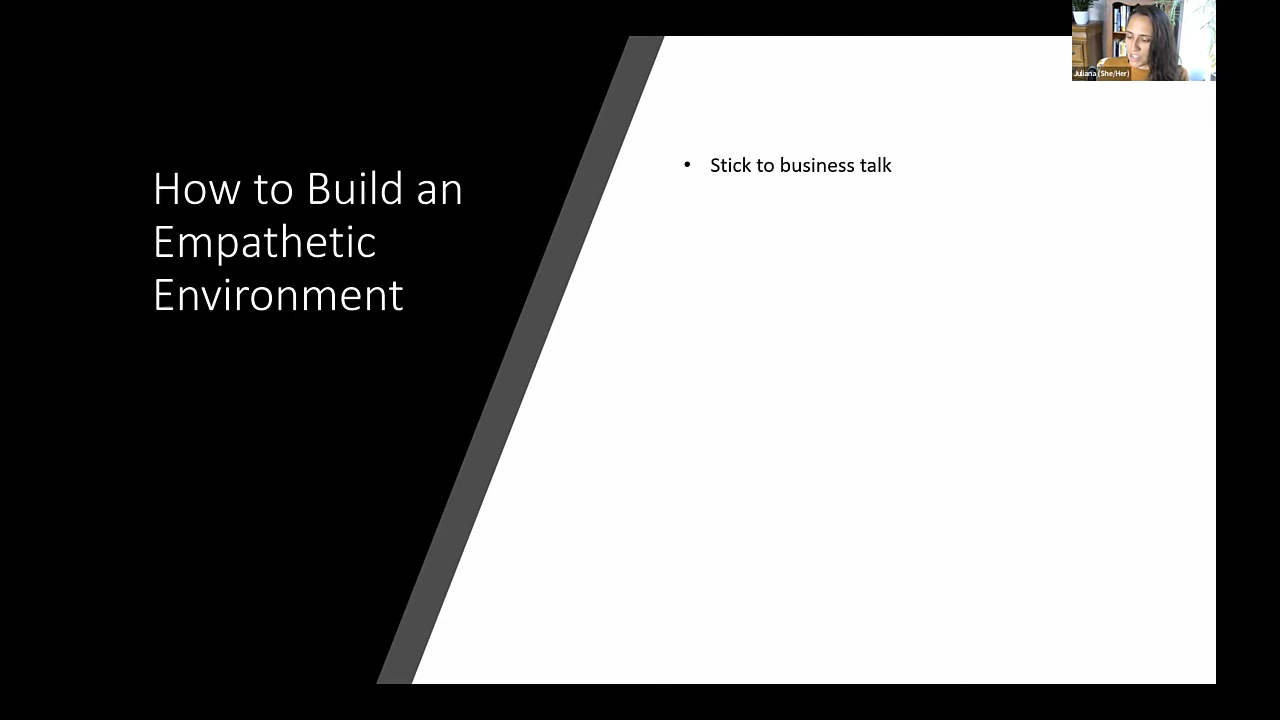 Juliana (She/Her)
How to Build an
Empathetic
Environment
• Stick to business talk